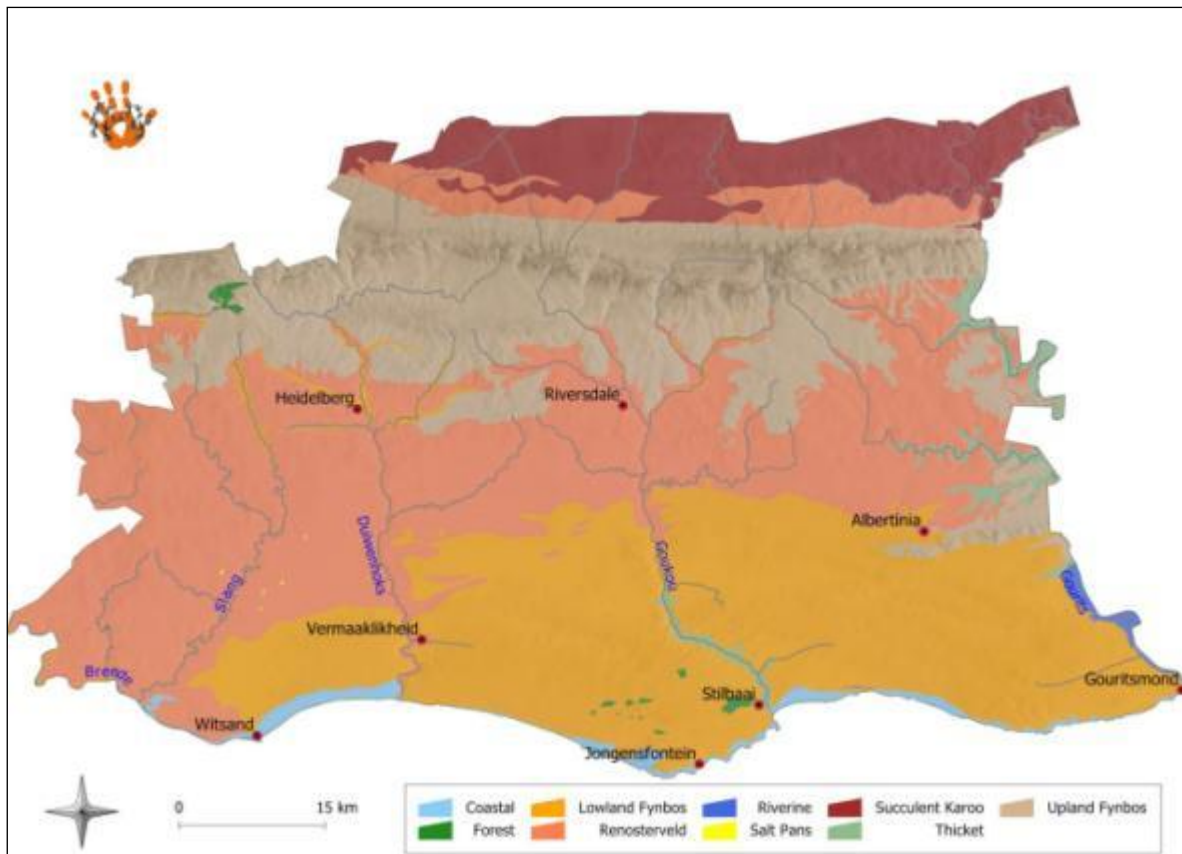 Heidelberg
Riversdale
Albertinia
Duiwenhoks
Goukou
Slang
Gourits
Vermaaklikheid
Breede
Gouritsmond
Stilbaai
Witsand
Jongensfontein
0 15 km
Coastal Lowland Fynbos Riverine Succulent Karoo Upland Fynbos
Forest Renosterveld Salt Pans Thicket